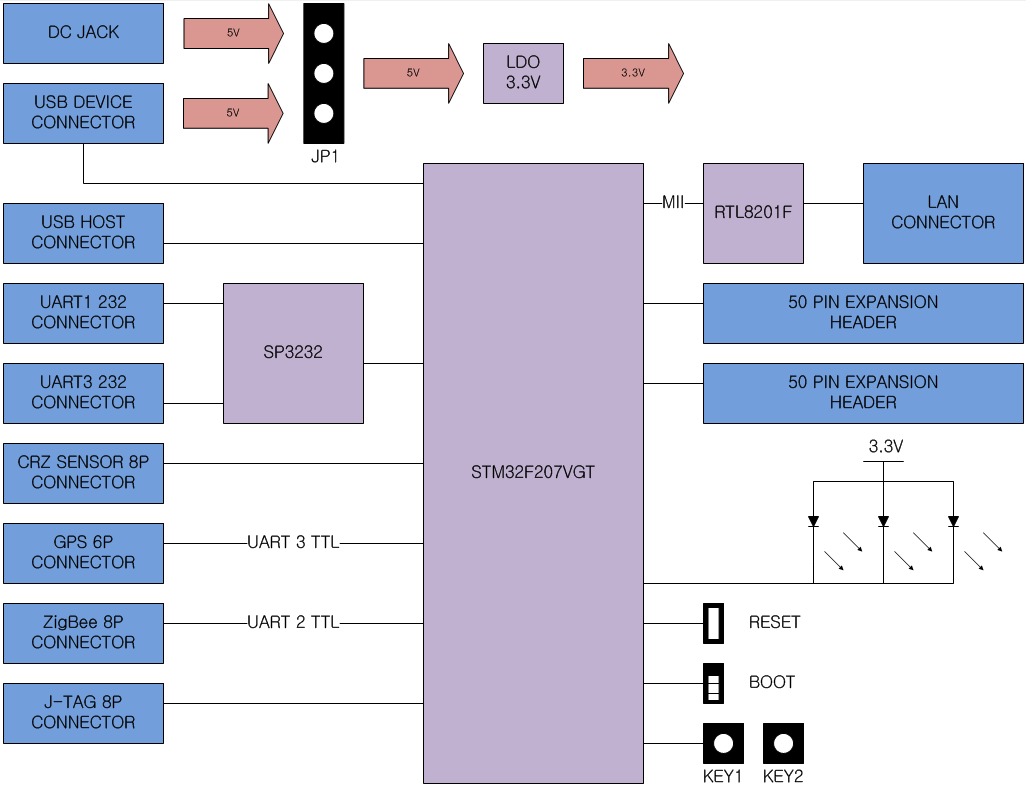 DC JACK
5V
USB DEVICE
CONNECTOR
5V
JP1
5V
LDO
3.3V
3.3V
USB HOST
CONNECTOR
UART1 232
CONNECTOR
UART3 232
CONNECTOR
SP3232
CRZ SENSOR 8P
CONNECTOR
GPS 6P
CONNECTOR
UART 3 TTL
ZigBee 8P
CONNECTOR
UART 2 TTL
J-TAG 8P
CONNECTOR
STM32F207VGT
MII
RTL8201F
LAN
CONNECTOR
50 PIN EXPANSION
HEADER
50 PIN EXPANSION
HEADER
3.3V
RESET
BOOT
KEY1
KEY2